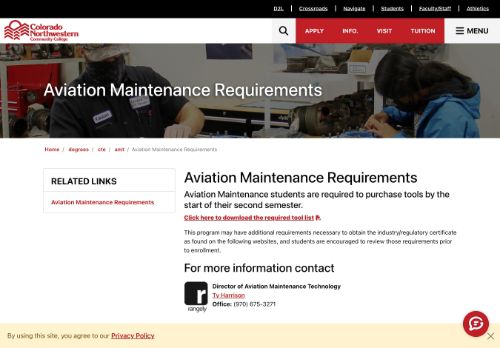 D2L | Crossroads | Navigate | Students | Faculty/Staff | Athletics
Colorado
Northwestern
Community College
APPLY INFO. VISIT TUITION MENU
Aviation Maintenance Requirements
Home / degrees / cte / amt / Aviation Maintenance Requirements
RELATED LINKS
Aviation Maintenance Requirements
Aviation Maintenance Requirements
Aviation Maintenance students are required to purchase tools by the
start of their second semester.
Click here to download the required tool list
This program may have additional requirements necessary to obtain the industry/regulatory certificate
as found on the following websites, and students are encouraged to review those requirements prior
to enrollment.
For more information contact
r
rangely
Director of Aviation Maintenance Technology
Ty Harrison
Office: (970) 675-3271
By using this site, you agree to our Privacy Policy